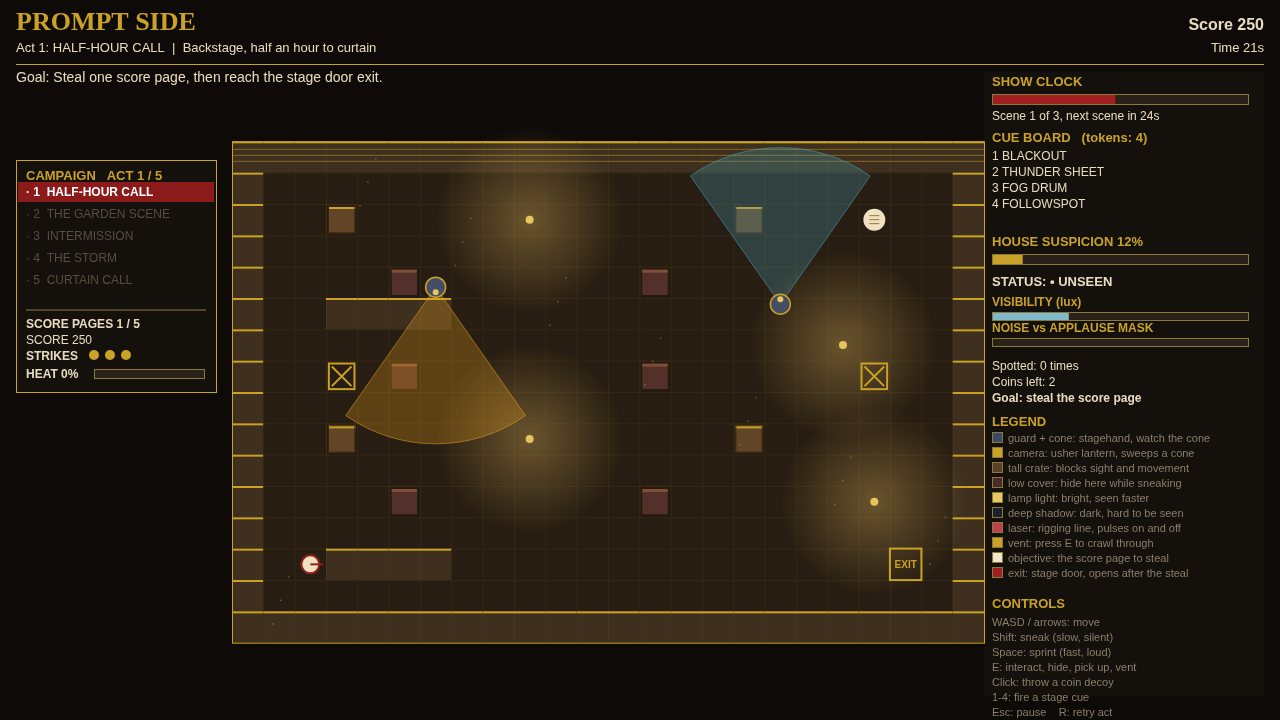 PROMPT SIDE
Score 250
Act 1: HALF-HOUR CALL | Backstage, half an hour to curtain
Time 21s
Goal: Steal one score page, then reach the stage door exit.
CAMPAIGN ACT 1 / 5
· 1 HALF-HOUR CALL
· 2 THE GARDEN SCENE
· 3 INTERMISSION
· 4 THE STORM
· 5 CURTAIN CALL
SCORE PAGES 1 / 5
SCORE 250
STRIKES
HEAT 0%
EXIT
SHOW CLOCK
Scene 1 of 3, next scene in 24s
CUE BOARD (tokens: 4)
1 BLACKOUT
2 THUNDER SHEET
3 FOG DRUM
4 FOLLOWSPOT
HOUSE SUSPICION 12%
STATUS: • UNSEEN
VISIBILITY (lux)
NOISE vs APPLAUSE MASK
Spotted: 0 times
Coins left: 2
Goal: steal the score page
LEGEND
guard + cone: stagehand, watch the cone
camera: usher lantern, sweeps a cone
tall crate: blocks sight and movement
low cover: hide here while sneaking
lamp light: bright, seen faster
deep shadow: dark, hard to be seen
laser: rigging line, pulses on and off
vent: press E to crawl through
objective: the score page to steal
exit: stage door, opens after the steal
CONTROLS
WASD / arrows: move
Shift: sneak (slow, silent)
Space: sprint (fast, loud)
E: interact, hide, pick up, vent
Click: throw a coin decoy
1-4: fire a stage cue
Esc: pause R: retry act